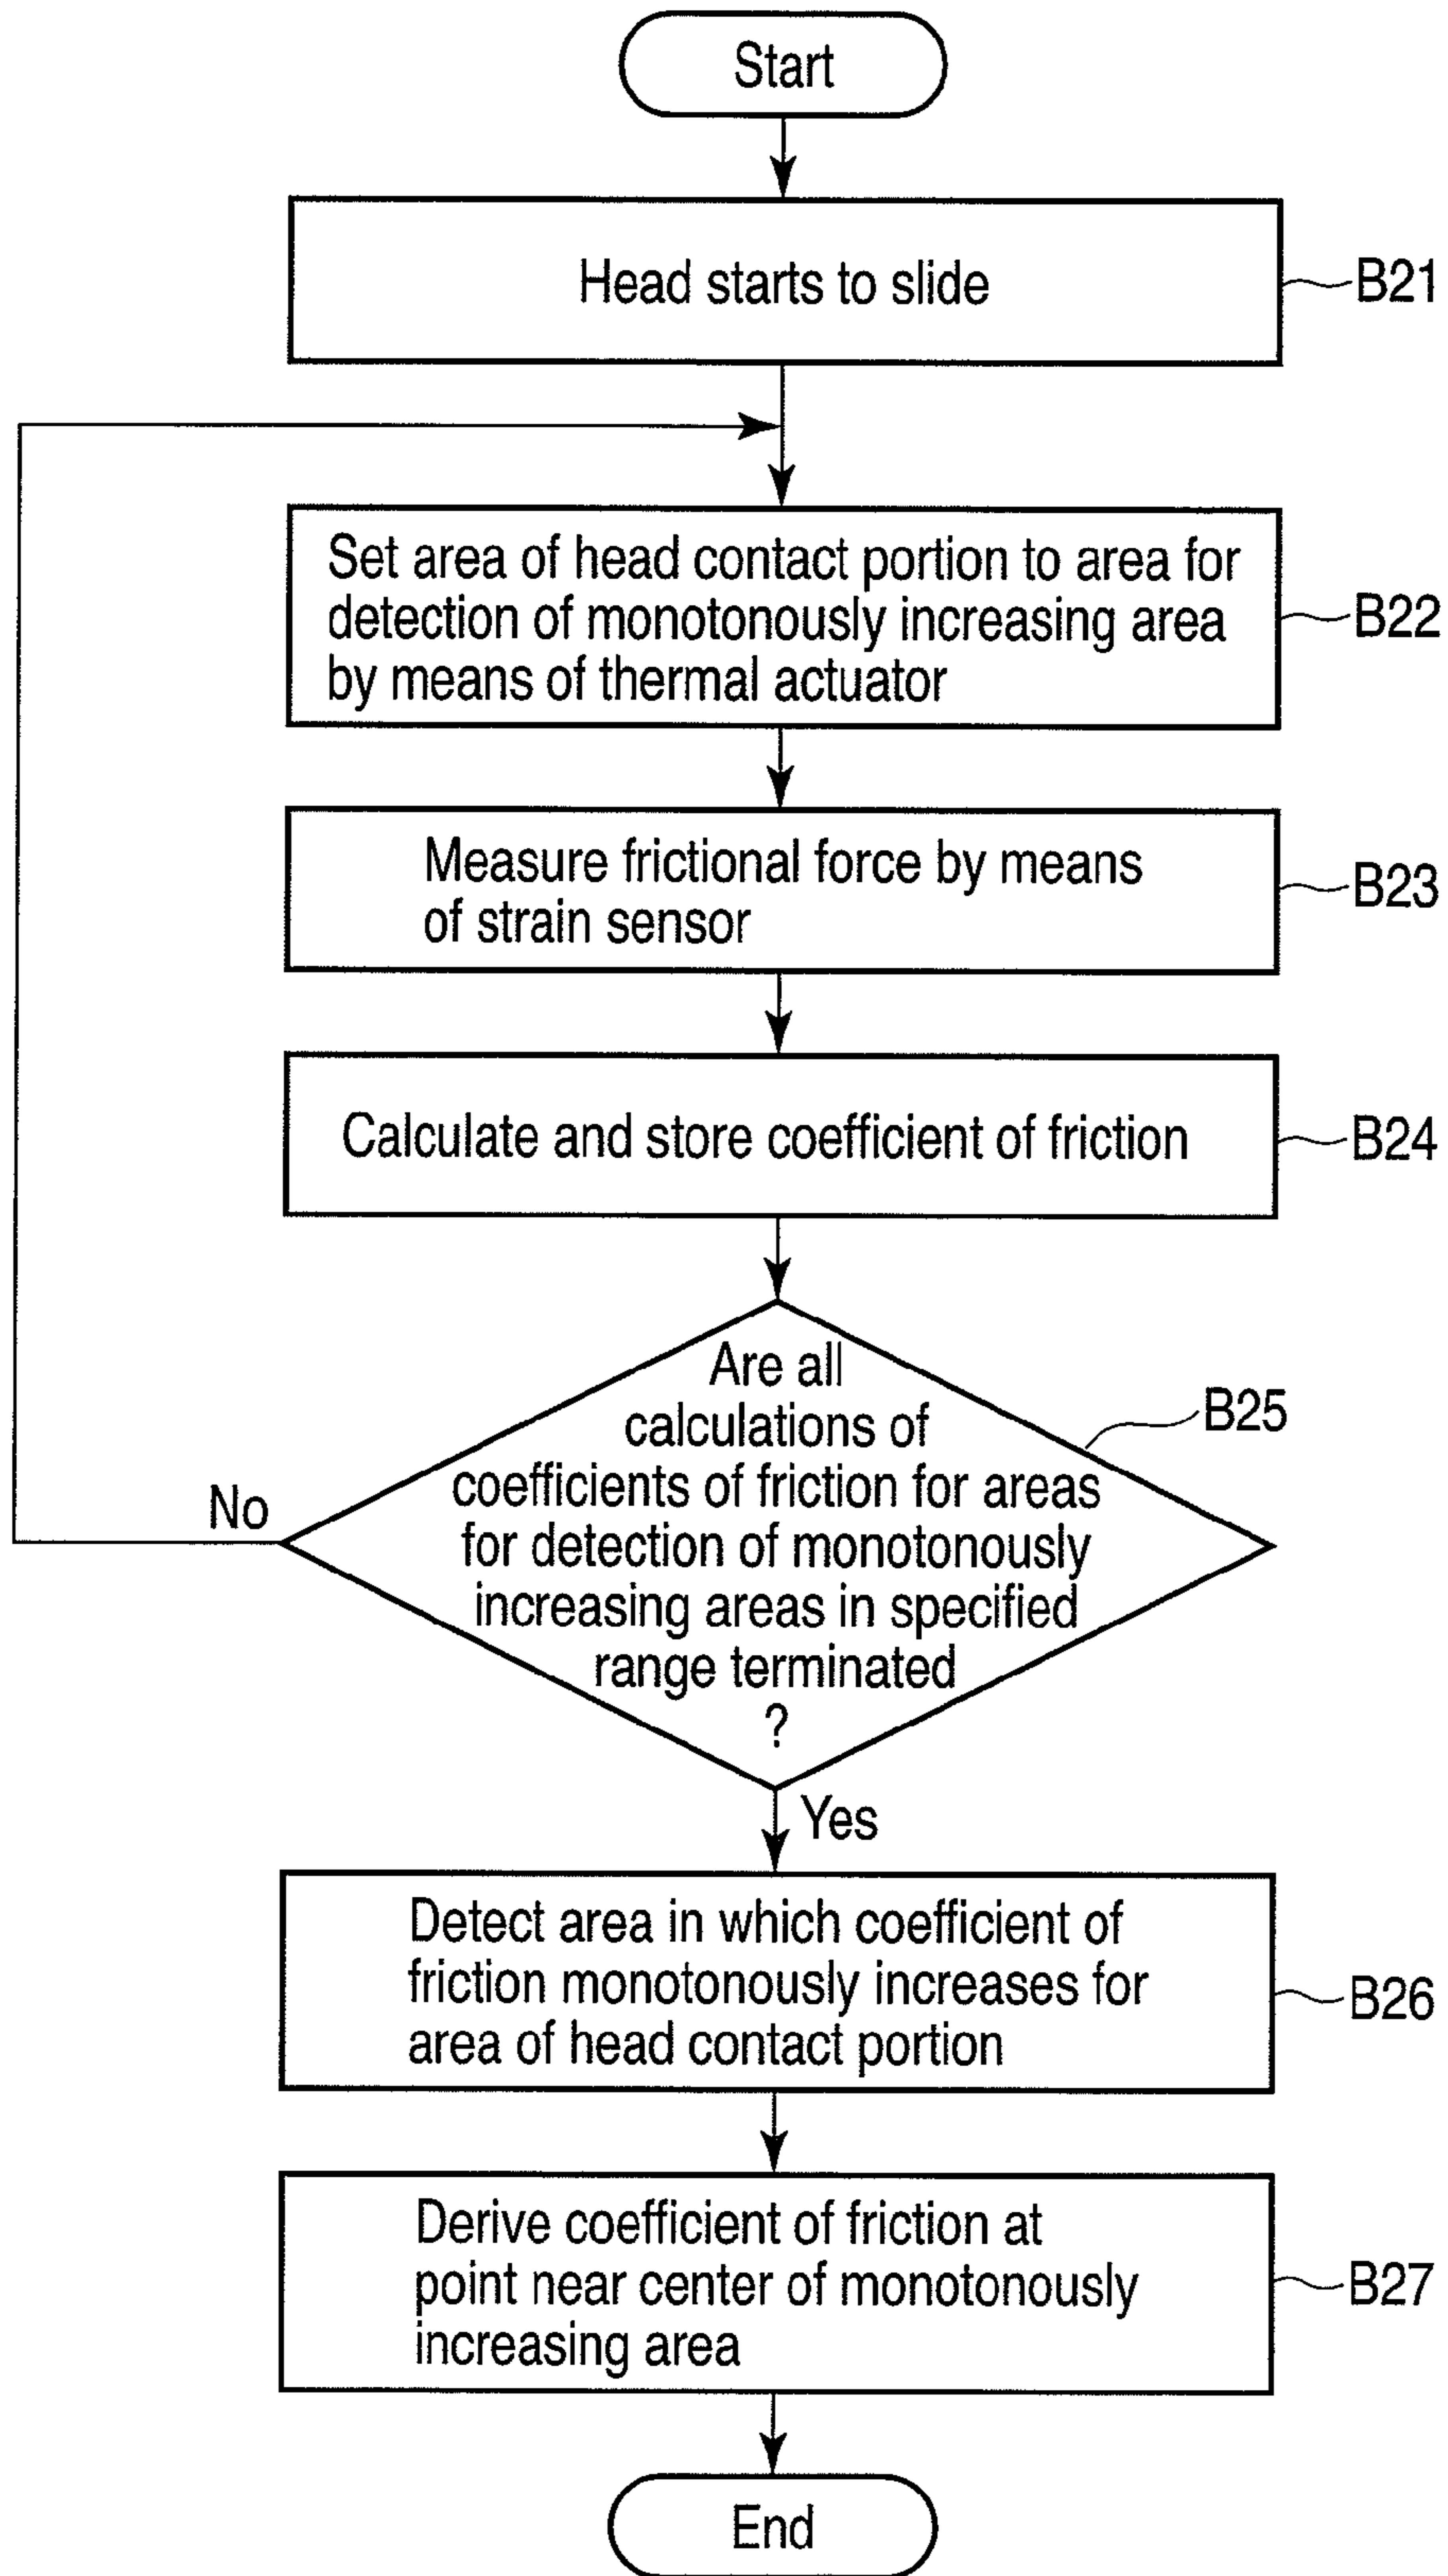 Start
Head starts to slide
B21
Set area of head contact portion to area for
detection of monotonously increasing area
by means of thermal actuator
B22
Measure frictional force by means
of strain sensor
B23
Calculate and store coefficient of friction
B24
Are all
calculations of
coefficients of friction for areas
for detection of monotonously
increasing areas in specified
range terminated
?
B25
No
Yes
Detect area in which coefficient of
friction monotonously increases for
area of head contact portion
B26
Derive coefficient of friction at
point near center of monotonously
increasing area
B27
End